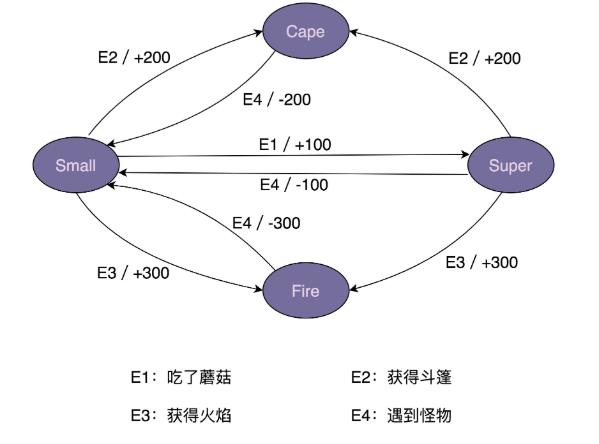 Cape
E2 / +200
E2 / +200
E4 / -200
E1 / +100
Small
Super
E4 / -100
E4 / -300
E3 / +300
E3 / +300
Fire
E1：吃了蘑菇
E2：获得斗篷
E3：获得火焰
E4：遇到怪物